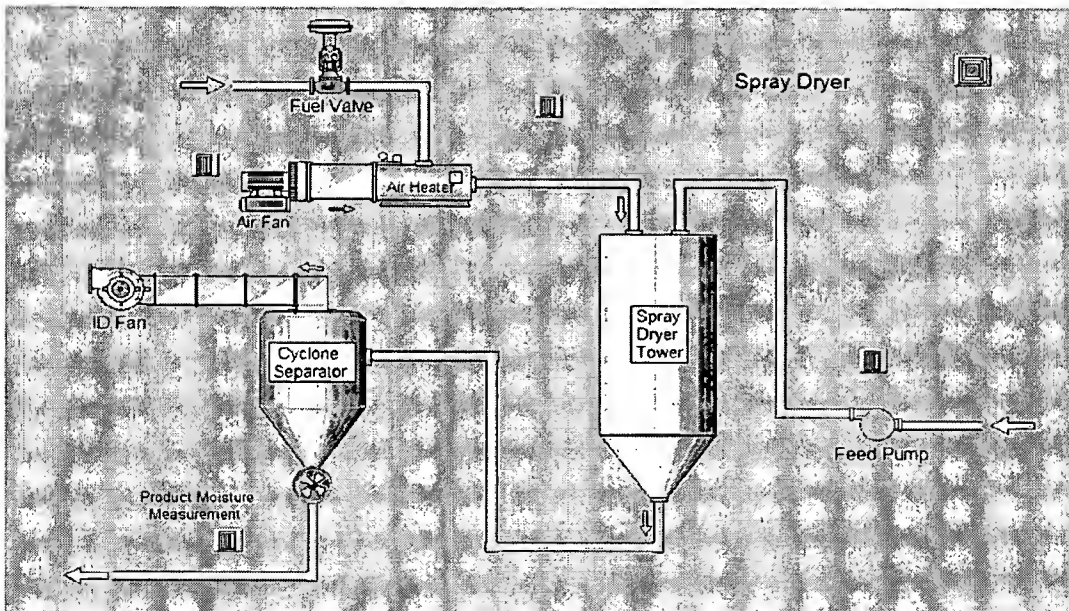 Spray Dryer
Fuel Valve
Air Heater
Air Fan
ID Fan
Cyclone
Separator
Spray
Dryer
Tower
Feed Pump
Product Moisture
Measurement